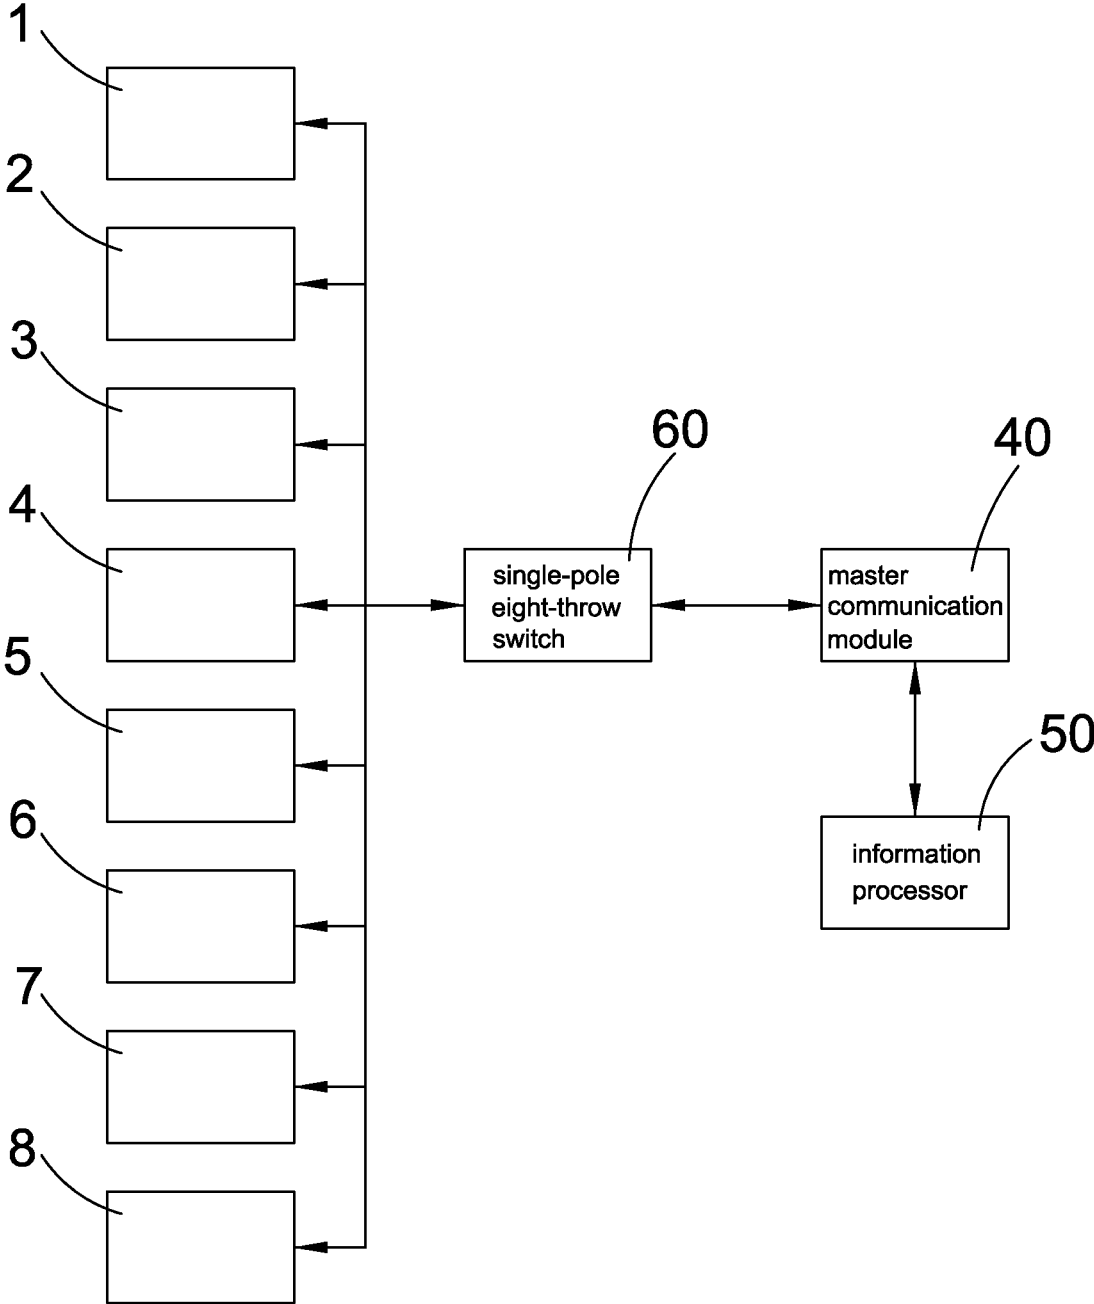 1
2
3
4
5
6
7
8
60
single-pole
eight-throw
switch
40
master
communication
module
50
information
processor